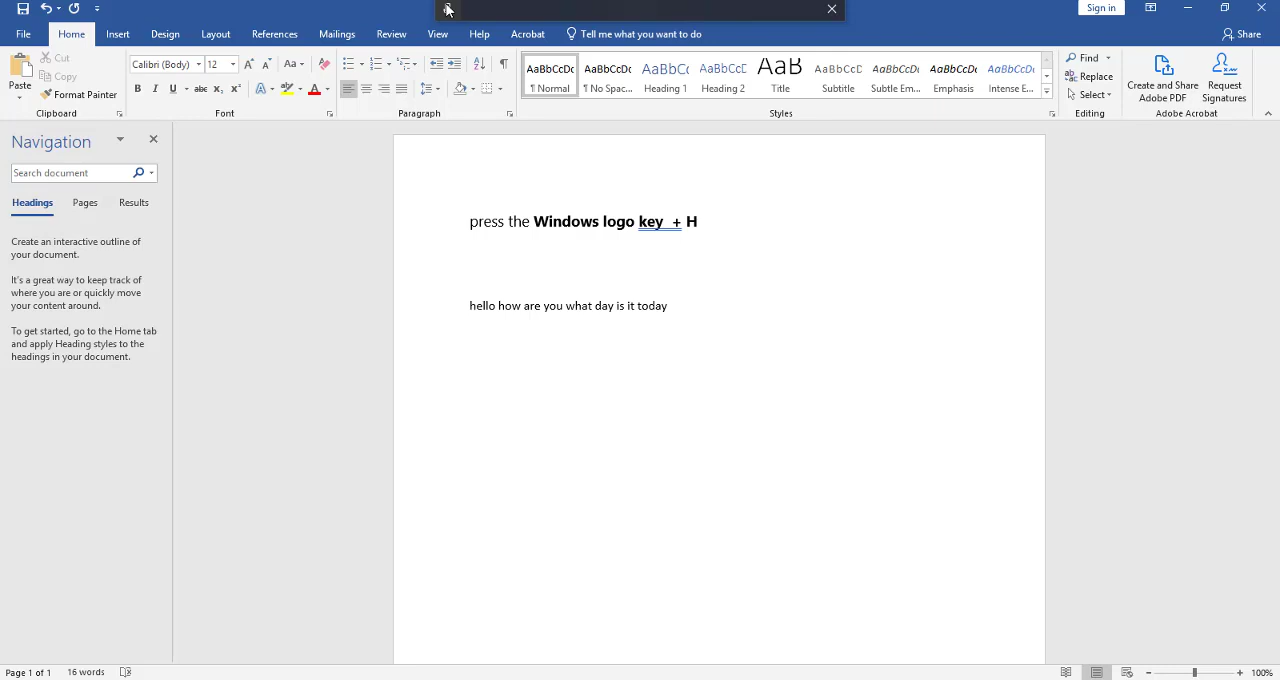 Sign in
File Home Insert Design Layout References Mailings Review View Help Acrobat Tell me what you want to do Share
Paste Cut Copy Format Painter
Calibri (Body) 12 Aa
B I U abc x₂ x² A A
AaBbCcDc AaBbCcDc AaBbCc AaBbCcD AaB AaBbCcD AaBbCcDc AaBbCcDc AaBbCcDc
¶ Normal ¶ No Spac... Heading 1 Heading 2 Title Subtitle Subtle Em... Emphasis Intense E...
Find
Replace
Select
Create and Share Adobe PDF
Request Signatures
Clipboard Font Paragraph Styles Editing Adobe Acrobat
Navigation
Search document
Headings Pages Results
Create an interactive outline of
your document.
It's a great way to keep track of
where you are or quickly move
your content around.
To get started, go to the Home tab
and apply Heading styles to the
headings in your document.
press the Windows logo key + H
hello how are you what day is it today
Page 1 of 1 16 words 100%